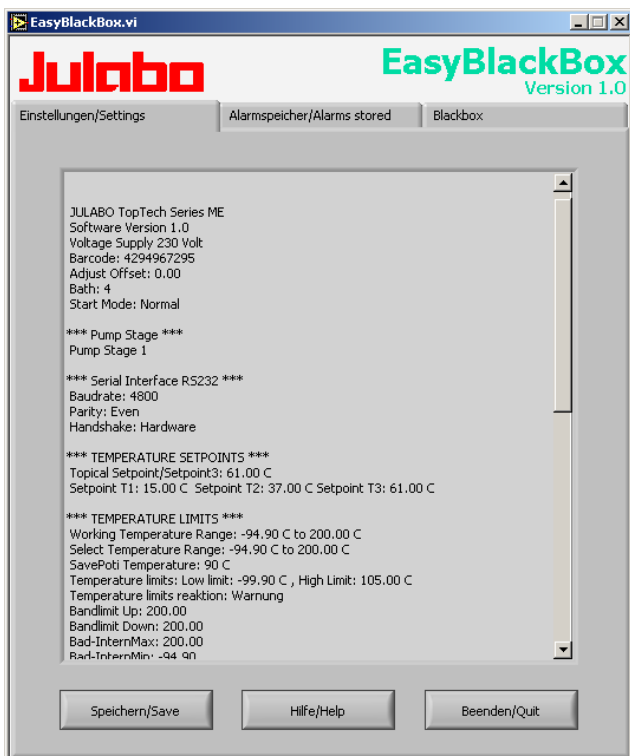 EasyBlackBox.vi
Julabo
EasyBlackBox
Version 1.0
Einstellungen/Settings
Alarmspeicher/Alarms stored
Blackbox
JULABO TopTech Series ME
Software Version 1.0
Voltage Supply 230 Volt
Barcode: 4294967295
Adjust Offset: 0.00
Bath: 4
Start Mode: Normal
*** Pump Stage ***
Pump Stage 1
*** Serial Interface RS232 ***
Baudrate: 4800
Parity: Even
Handshake: Hardware
*** TEMPERATURE SETPOINTS ***
Topical Setpoint/Setpoint3: 61.00 C
Setpoint T1: 15.00 C Setpoint T2: 37.00 C Setpoint T3: 61.00 C
*** TEMPERATURE LIMITS ***
Working Temperature Range: -94.90 C to 200.00 C
Select Temperature Range: -94.90 C to 200.00 C
SavePoti Temperature: 90 C
Temperature limits: Low limit: -99.90 C , High Limit: 105.00 C
Temperature limits reaktion: Warnung
Bandlimit Up: 200.00
Bandlimit Down: 200.00
Bad-InternMax: 200.00
Bad-InternMin: -94.90
Speichern/Save
Hilfe/Help
Beenden/Quit